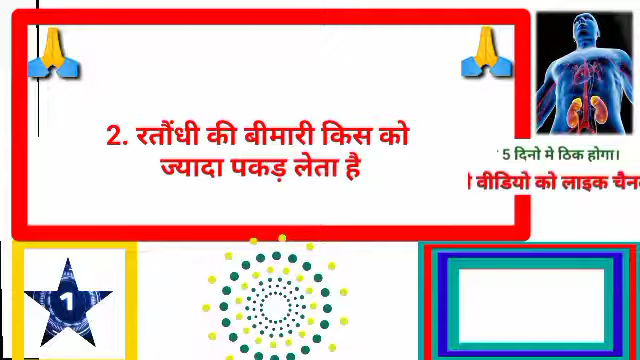 2. रतौंधी की बीमारी किस को
ज्यादा पकड़ लेता है
5 दिनो मे ठिक होगा।
वीडियो को लाइक
1